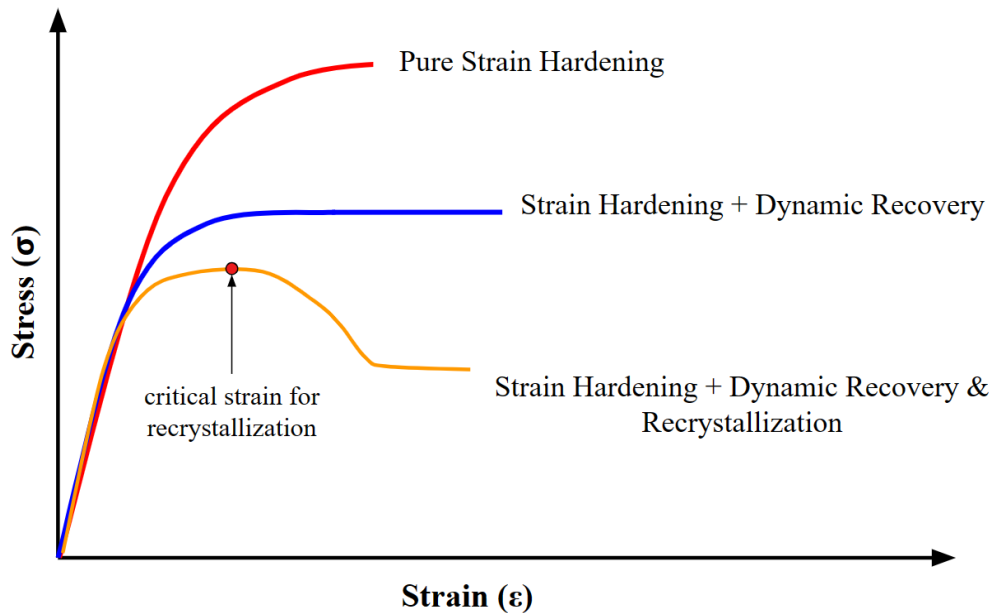 Pure Strain Hardening
Strain Hardening + Dynamic Recovery
Stress (σ)
critical strain for
recrystallization
Strain Hardening + Dynamic Recovery &
Recrystallization
Strain (ε)